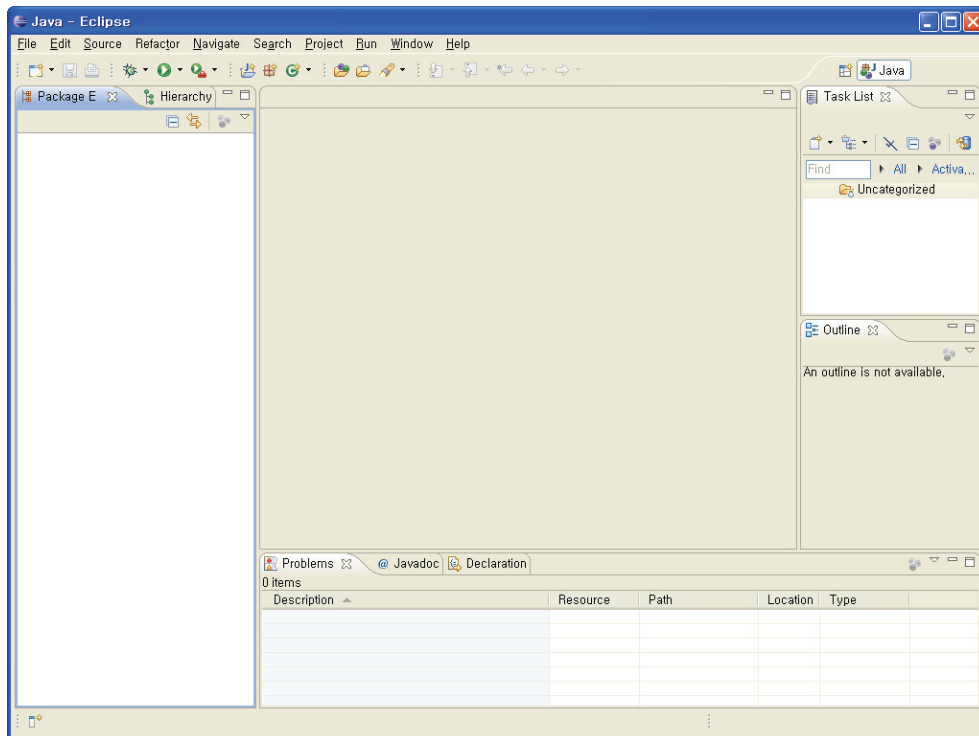 Java - Eclipse
File Edit Source Refactor Navigate Search Project Run Window Help
Java
Package E Hierarchy
Task List
Find All Activa...
Uncategorized
Outline
An outline is not available.
Problems @ Javadoc Declaration
0 items
Description Resource Path Location Type